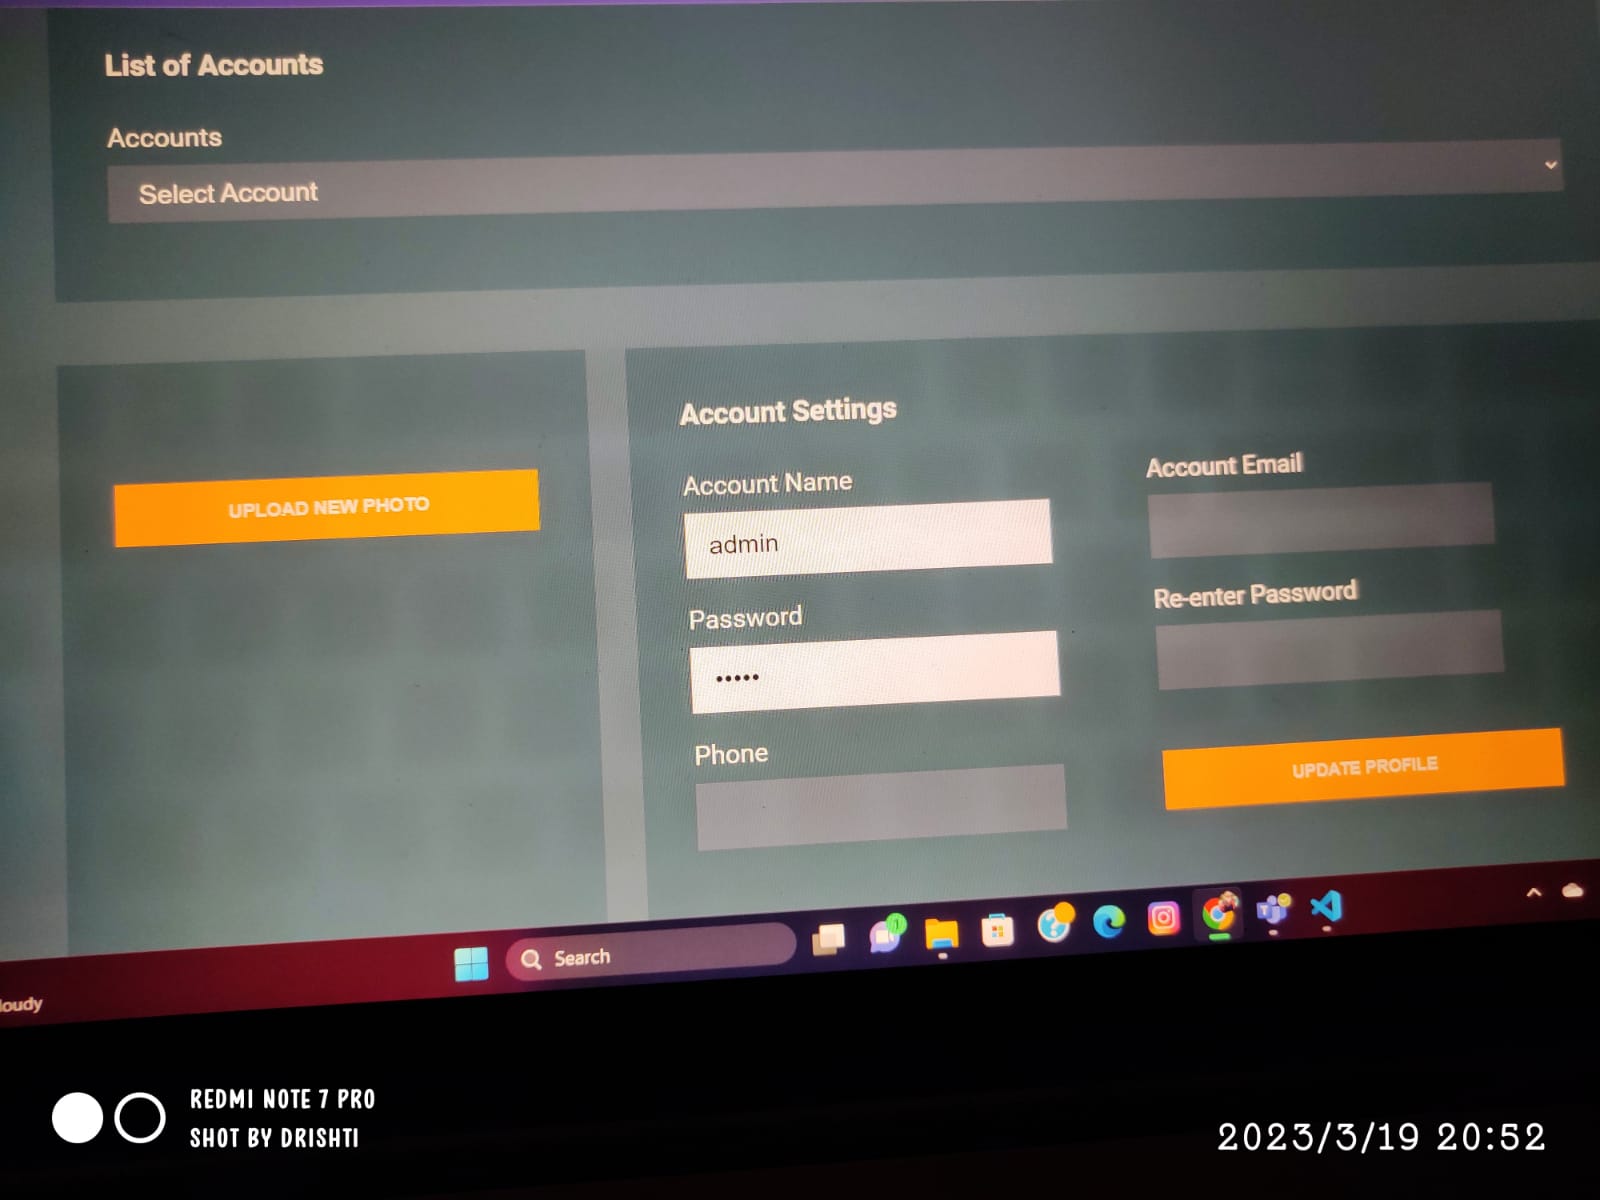 List of Accounts
Accounts
Select Account
UPLOAD NEW PHOTO
Account Settings
Account Name
admin
Account Email
Password
•••••
Re-enter Password
Phone
UPDATE PROFILE
Search
1
loudy
REDMI NOTE 7 PRO
SHOT BY DRISHTI
2023/3/19 20:52